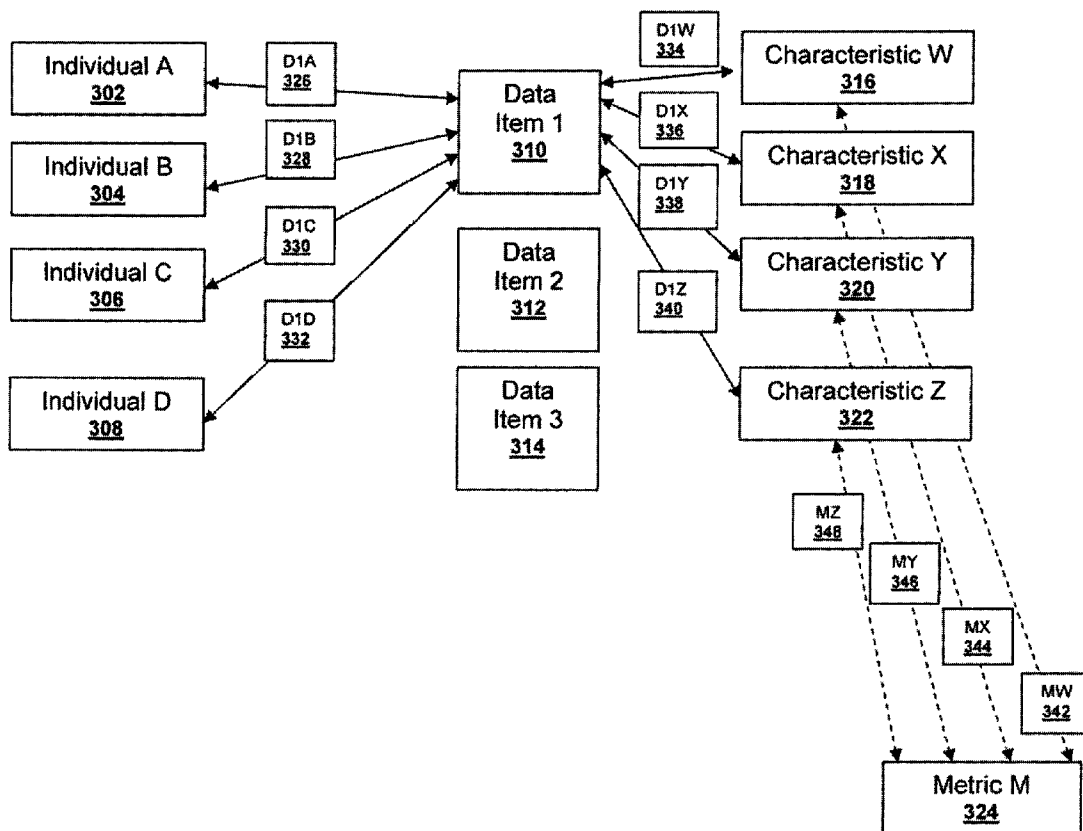 Individual A
302
Individual B
304
Individual C
306
Individual D
308
D1A
326
D1B
328
D1C
330
D1D
332
Data
Item 1
310
Data
Item 2
312
Data
Item 3
314
D1W
334
D1X
336
D1Y
338
D1Z
340
Characteristic W
316
Characteristic X
318
Characteristic Y
320
Characteristic Z
322
MZ
348
MY
346
MX
344
MW
342
Metric M
324